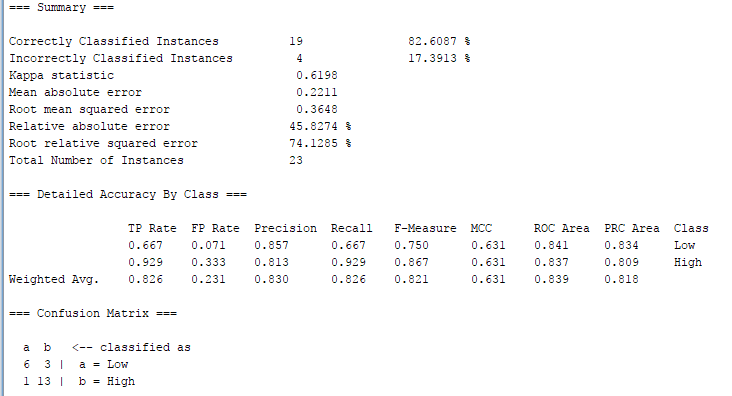 === Summary ===
Correctly Classified Instances 19 82.6087 %
Incorrectly Classified Instances 4 17.3913 %
Kappa statistic 0.6198
Mean absolute error 0.2211
Root mean squared error 0.3648
Relative absolute error 45.8274 %
Root relative squared error 74.1285 %
Total Number of Instances 23
=== Detailed Accuracy By Class ===
TP Rate FP Rate Precision Recall F-Measure MCC ROC Area PRC Area Class
0.667 0.071 0.857 0.667 0.750 0.631 0.841 0.834 Low
0.929 0.333 0.813 0.929 0.867 0.631 0.837 0.809 High
Weighted Avg. 0.826 0.231 0.830 0.826 0.821 0.631 0.839 0.818
=== Confusion Matrix ===
a b <-- classified as
6 3 | a = Low
1 13 | b = High